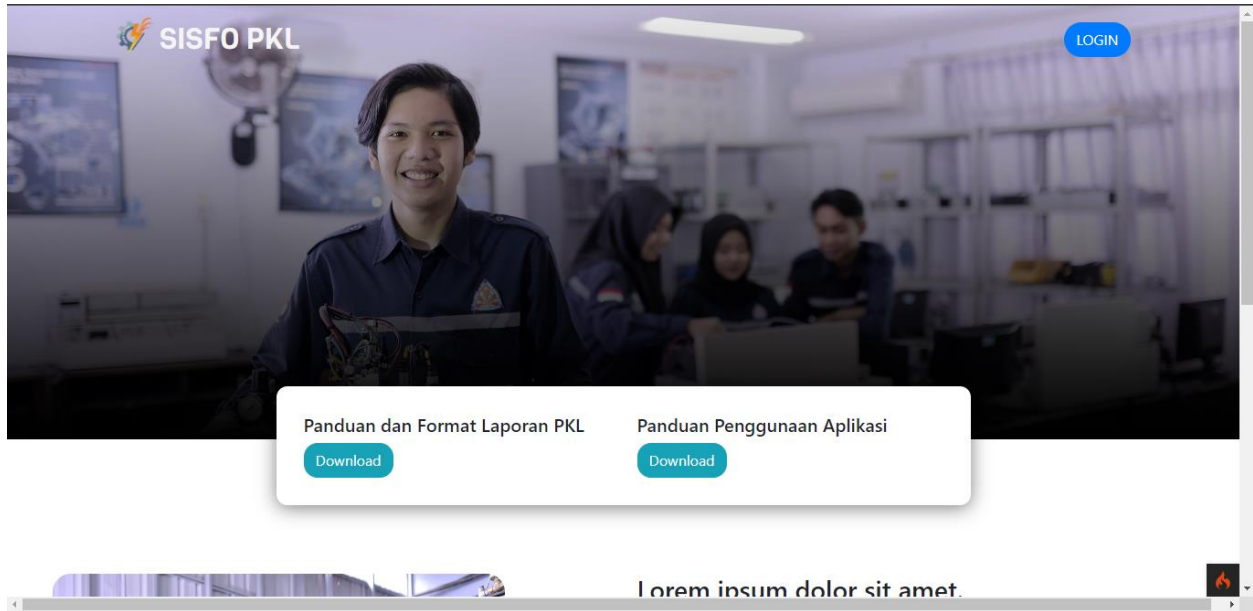 SISFO PKL
LOGIN
Panduan dan Format Laporan PKL
Download
Panduan Penggunaan Aplikasi
Download
Lorem ipsum dolor sit amet,